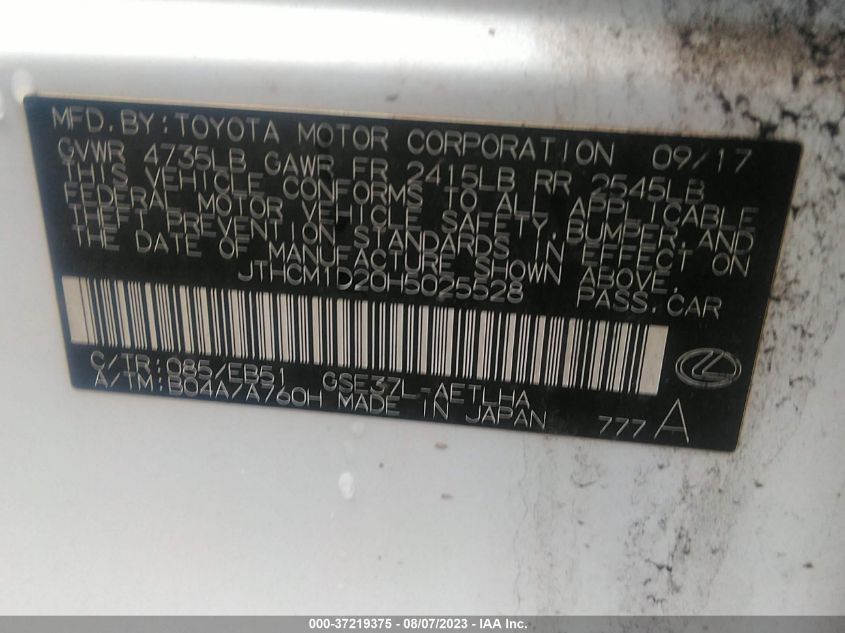 MFD. BY: TOYOTA MOTOR CORPORATION 09/17
GVWR 4735LB GAWR FR 2415LB RR 2545LB
THIS VEHICLE CONFORMS TO ALL APPLICABLE
FEDERAL MOTOR VEHICLE SAFETY, BUMPER, AND
THEFT PREVENTION STANDARDS IN EFFECT ON
THE DATE OF MANUFACTURE SHOWN ABOVE.
JTHCM1D20H5025528 PASS. CAR
C/TR: 085/EB51 GSE37L-AETLHA
A/TM: B04A/A760H MADE IN JAPAN 777 A
000-37219375 - 08/07/2023 - IAA Inc.